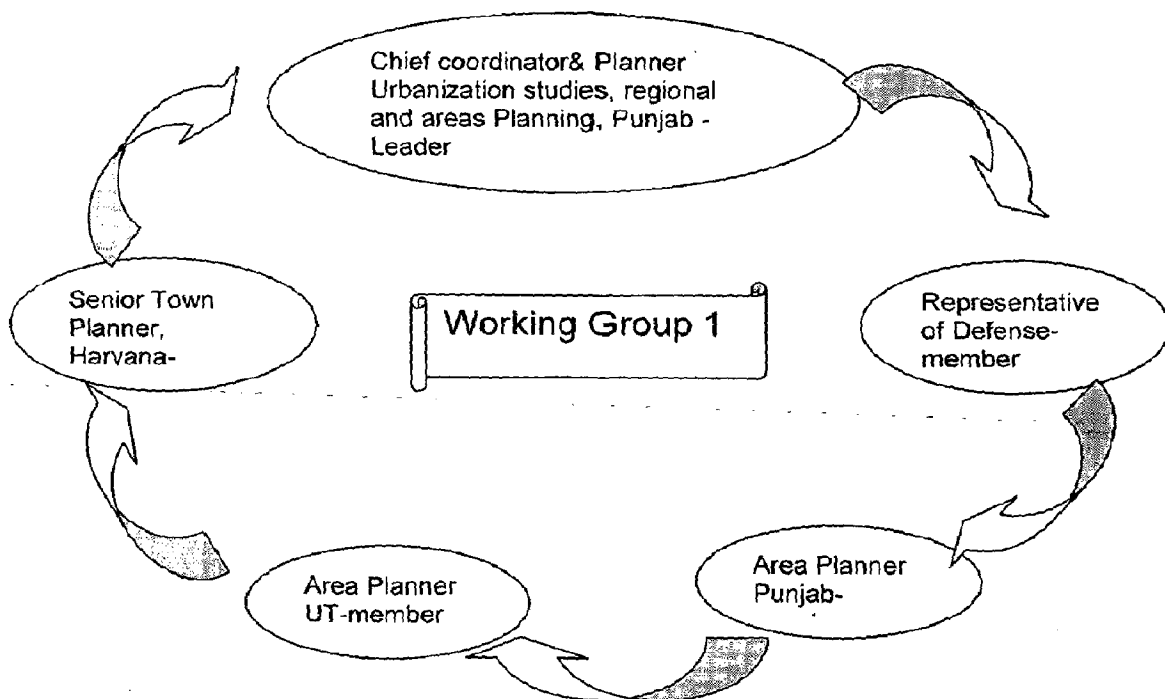 Chief coordinator& Planner
Urbanization studies, regional
and areas Planning, Punjab -
Leader
Senior Town
Planner,
Harvana-
Working Group 1
Representative
of Defense-
member
Area Planner
UT-member
Area Planner
Punjab-